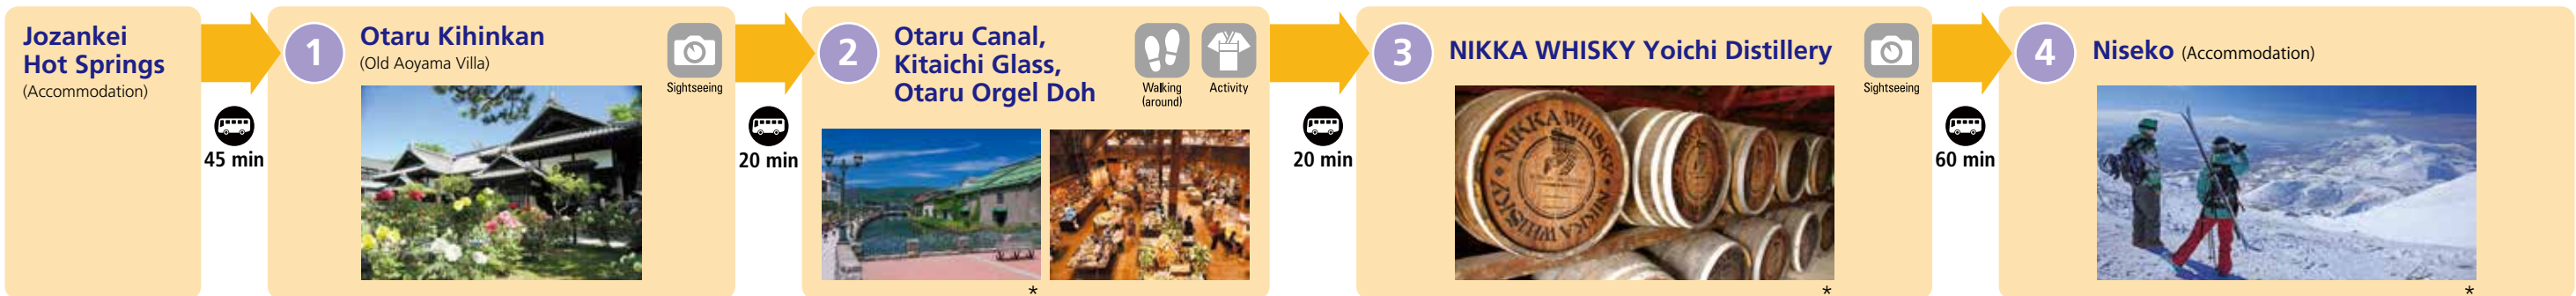 Jozankei
Hot Springs
(Accommodation)
45 min
1
Otaru Kihinkan
(Old Aoyama Villa)
Sightseeing
20 min
2
Otaru Canal,
Kitaichi Glass,
Otaru Orgel Doh
Walking
(around)
Activity
*
20 min
3
NIKKA WHISKY Yoichi Distillery
Sightseeing
NIKKA WHISKY • NIKKA WHISKY •
*
60 min
4
Niseko (Accommodation)
*